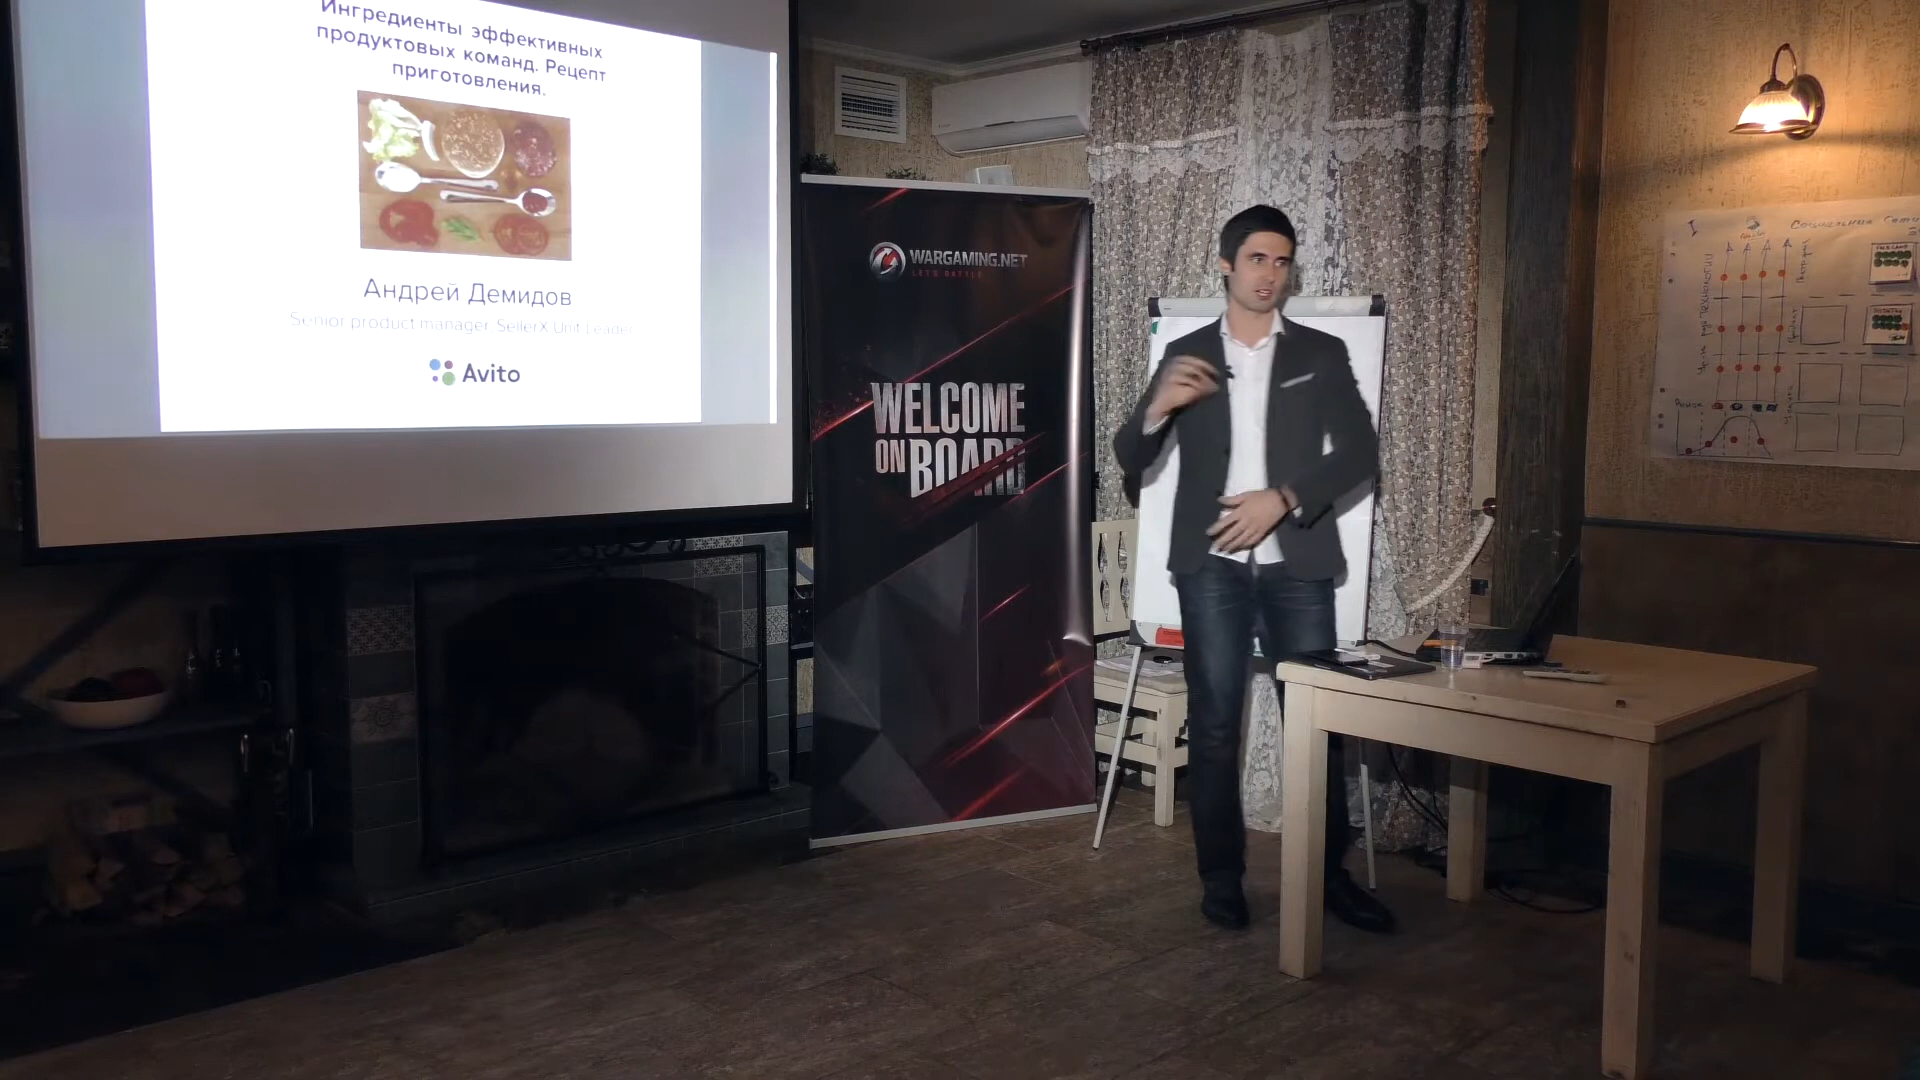 Ингредиенты эффективных
продуктовых команд. Рецепт
приготовления.
Андрей Демидов
Senior product manager, SellerX Unit Leader
Avito
WARGAMING.NET
LET'S BATTLE
WELCOME
ON BOARD
I
Социальная